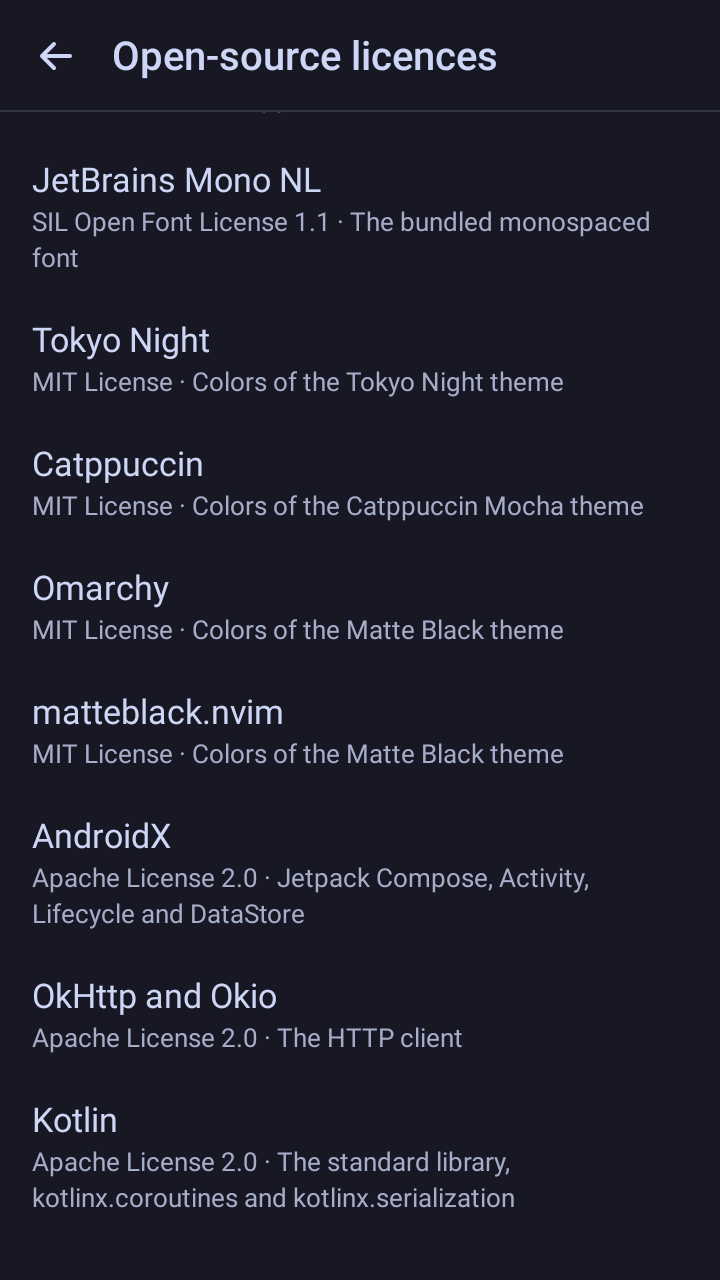 Open-source licences
JetBrains Mono NL
SIL Open Font License 1.1 · The bundled monospaced
font
Tokyo Night
MIT License · Colors of the Tokyo Night theme
Catppuccin
MIT License · Colors of the Catppuccin Mocha theme
Omarchy
MIT License · Colors of the Matte Black theme
matteblack.nvim
MIT License · Colors of the Matte Black theme
AndroidX
Apache License 2.0 · Jetpack Compose, Activity,
Lifecycle and DataStore
OkHttp and Okio
Apache License 2.0 · The HTTP client
Kotlin
Apache License 2.0 · The standard library,
kotlinx.coroutines and kotlinx.serialization